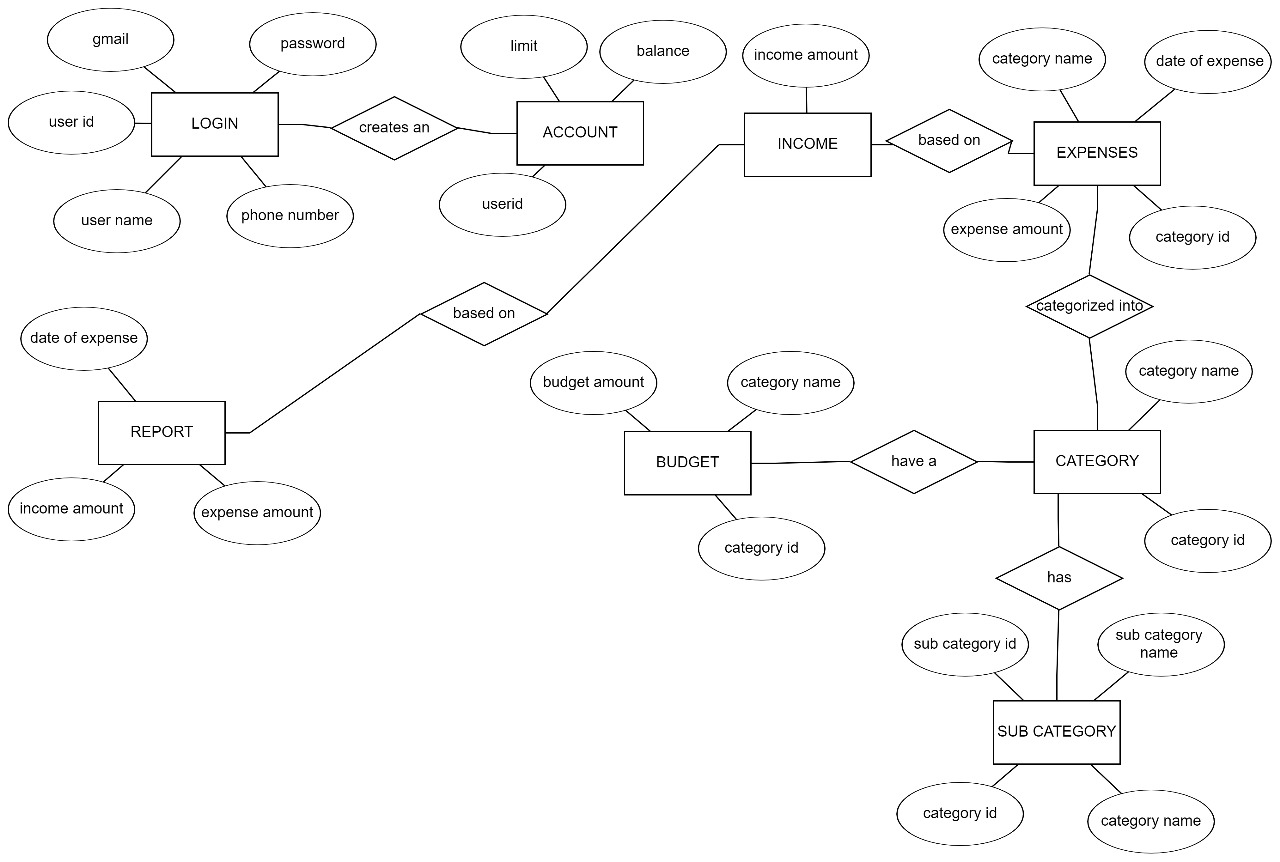 gmail
password
user id
LOGIN
user name
phone number
creates an
limit
balance
ACCOUNT
userid
income amount
INCOME
based on
category name
date of expense
EXPENSES
expense amount
category id
categorized into
based on
date of expense
REPORT
income amount
expense amount
budget amount
category name
BUDGET
category id
have a
category name
CATEGORY
category id
has
sub category id
sub category
name
SUB CATEGORY
category id
category name